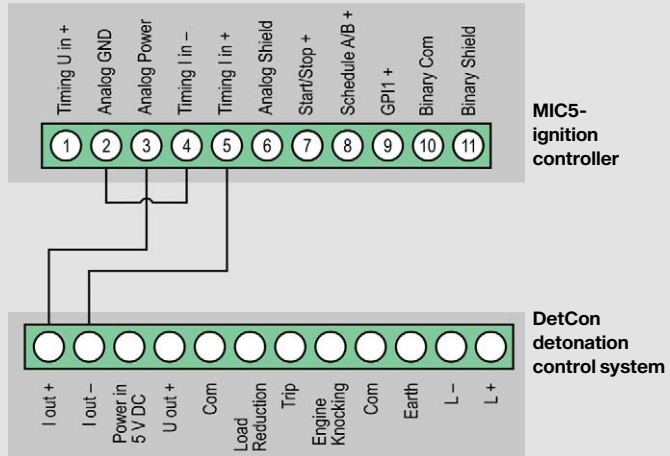 Timing U in +
Analog GND
Analog Power
Timing I in –
Timing I in +
Analog Shield
Start/Stop +
Schedule A/B +
GPI1 +
Binary Com
Binary Shield
1 2 3 4 5 6 7 8 9 10 11
MIC5-
ignition
controller
DetCon
detonation
control system
I out +
I out –
Power in
5 V DC
U out +
Com
Load
Reduction
Trip
Engine
Knocking
Com
Earth
L –
L +